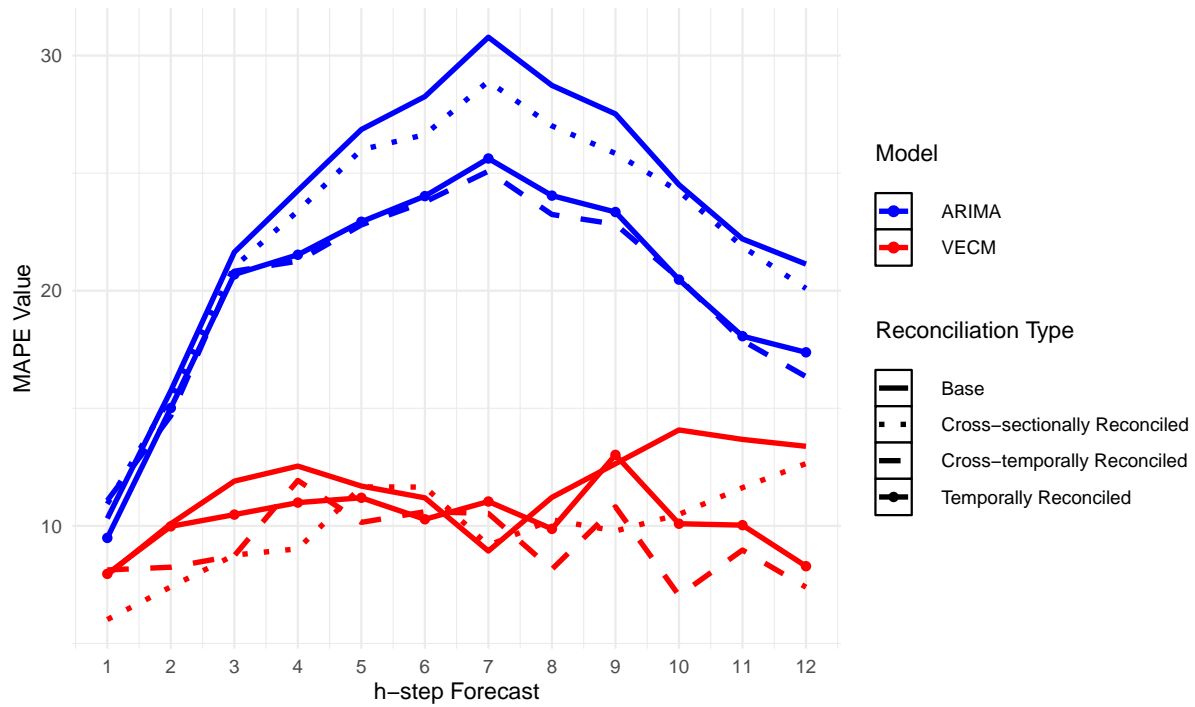 30
20
10
MAPE Value
1 2 3 4 5 6 7 8 9 10 11 12
h−step Forecast
Model
ARIMA
VECM
Reconciliation Type
Base
Cross−sectionally Reconciled
Cross−temporally Reconciled
Temporally Reconciled